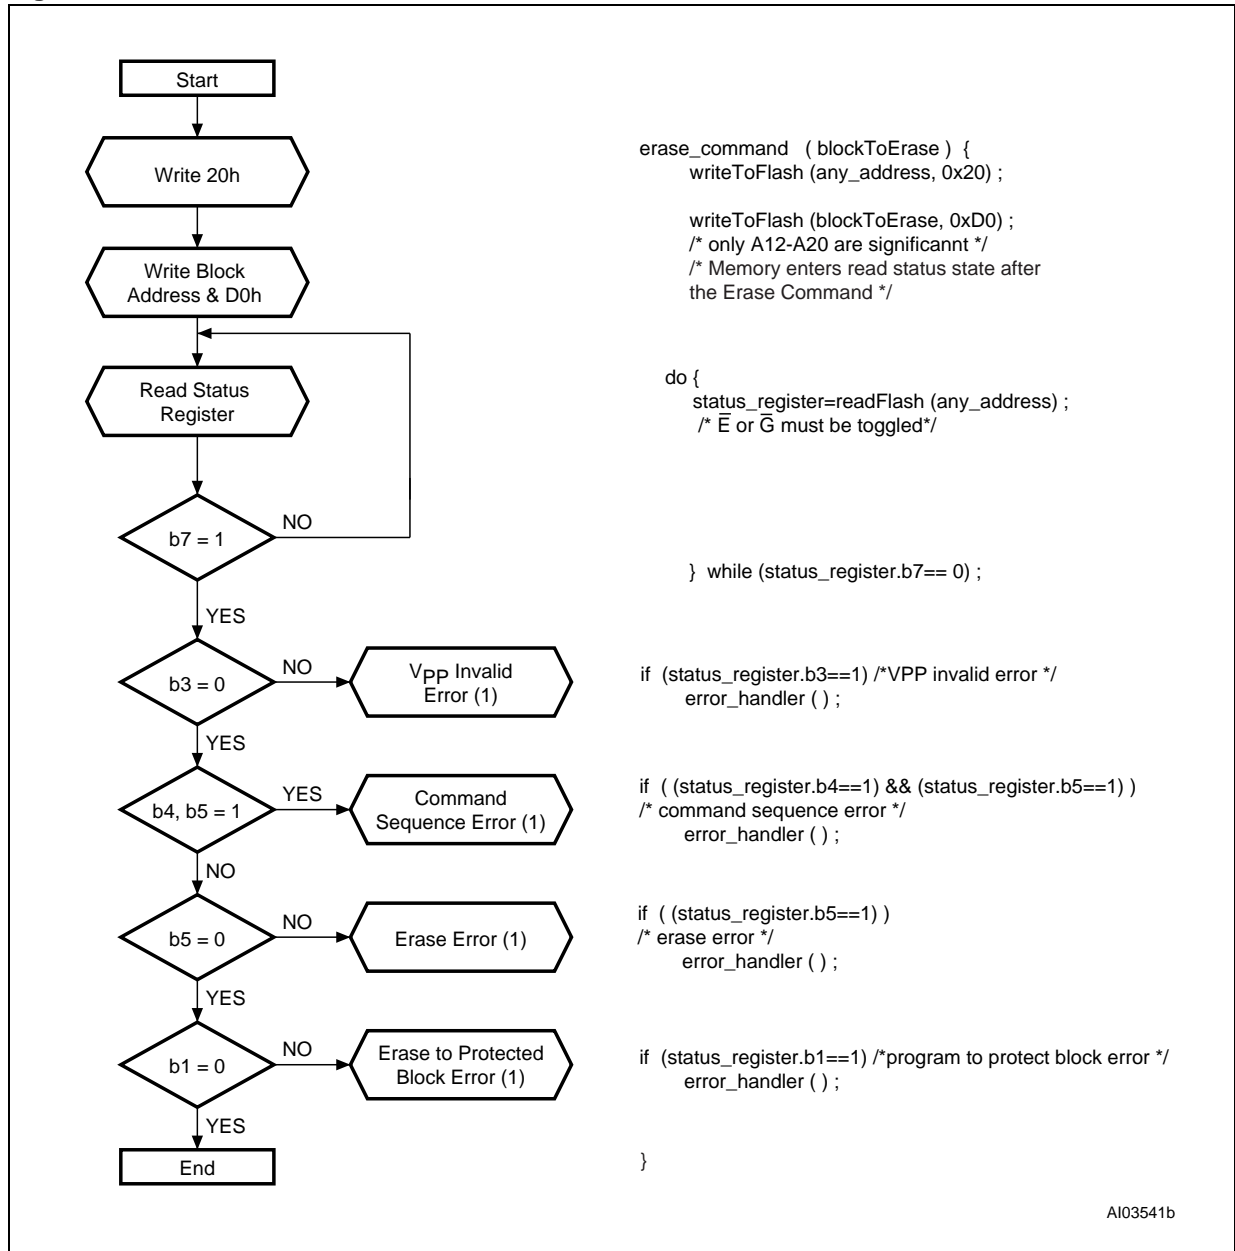 Start
Write 20h
Write Block
Address & D0h
Read Status
Register
b7 = 1
NO
YES
b3 = 0
NO
VPP Invalid
Error (1)
YES
b4, b5 = 1
YES
Command
Sequence Error (1)
NO
b5 = 0
NO
Erase Error (1)
YES
b1 = 0
NO
Erase to Protected
Block Error (1)
YES
End
erase_command ( blockToErase ) {
writeToFlash (any_address, 0x20) ;
writeToFlash (blockToErase, 0xD0) ;
/* only A12-A20 are significannt */
/* Memory enters read status state after
the Erase Command */
do {
status_register=readFlash (any_address) ;
/* E̅ or G̅ must be toggled*/
} while (status_register.b7== 0) ;
if (status_register.b3==1) /*VPP invalid error */
error_handler ( ) ;
if ( (status_register.b4==1) && (status_register.b5==1) )
/* command sequence error */
error_handler ( ) ;
if ( (status_register.b5==1) )
/* erase error */
error_handler ( ) ;
if (status_register.b1==1) /*program to protect block error */
error_handler ( ) ;
}
AI03541b